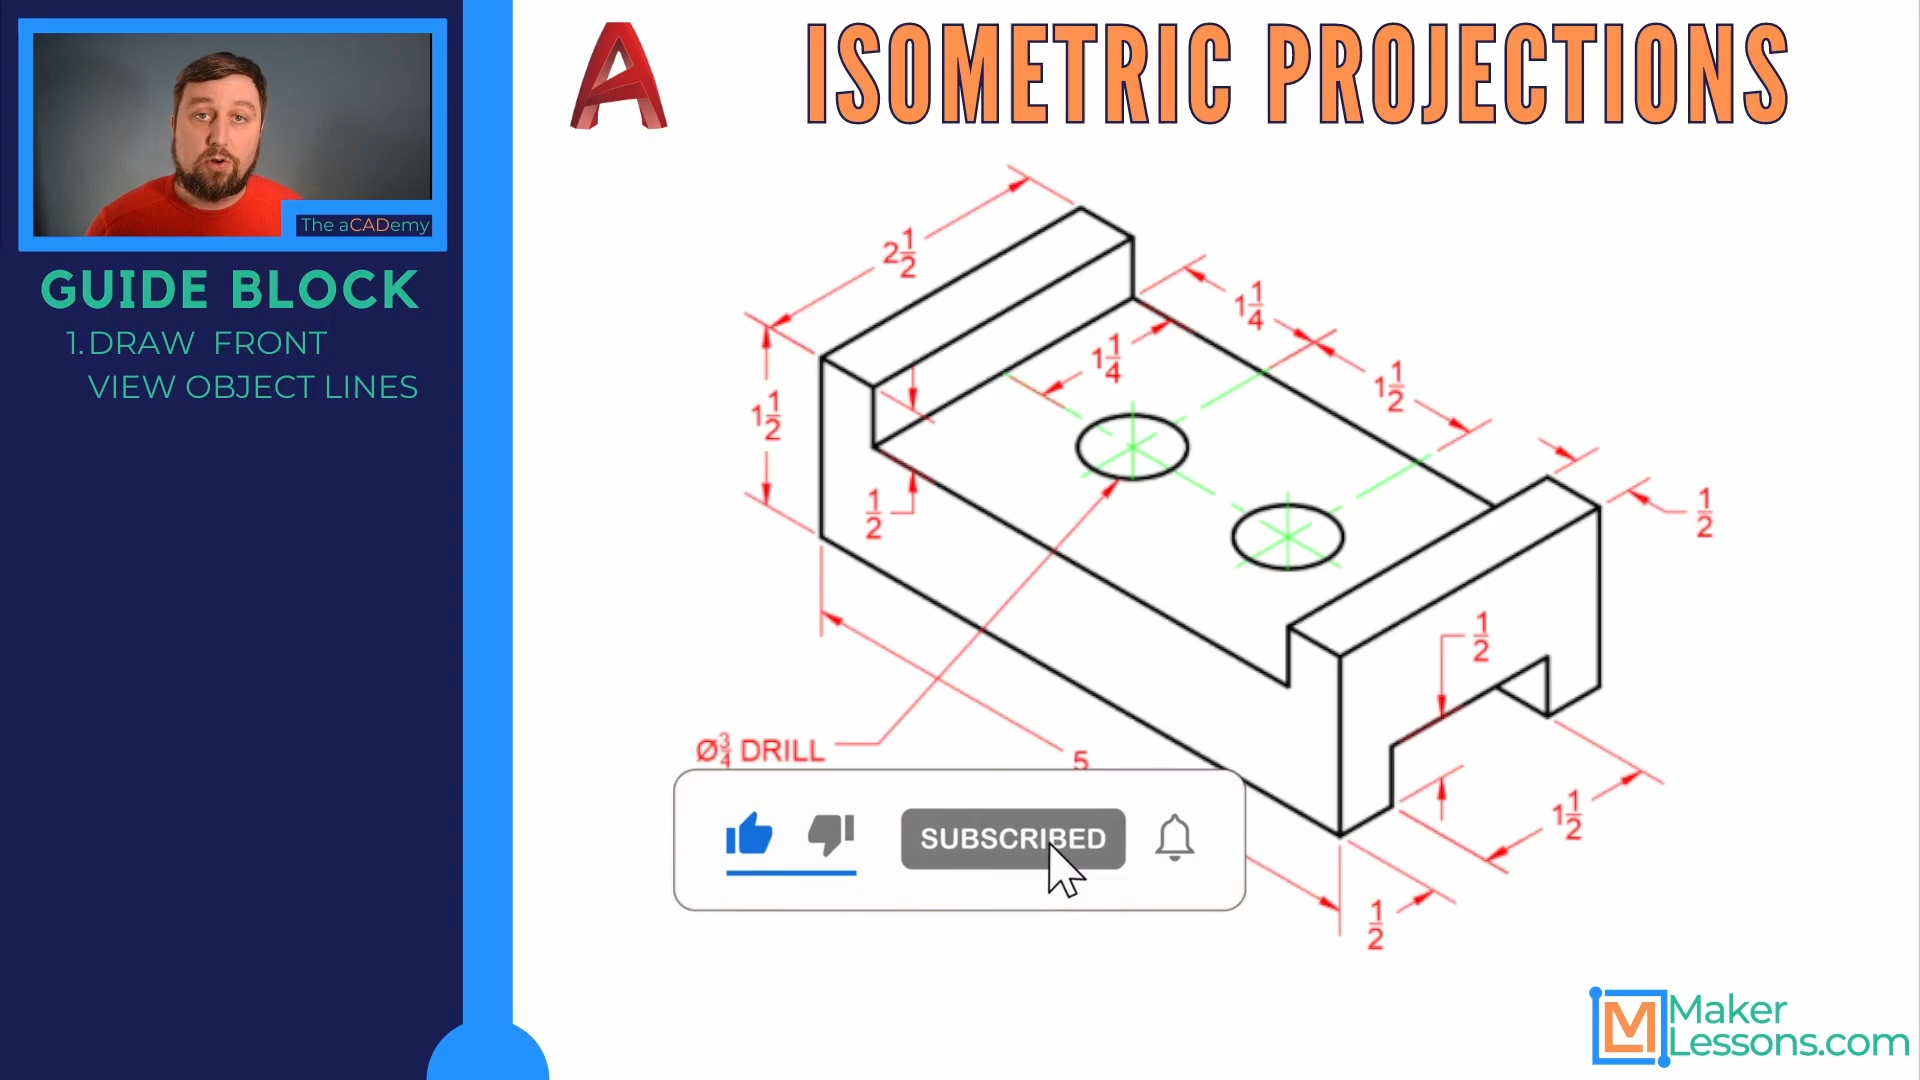 ISOMETRIC PROJECTIONS
The aCADemy
GUIDE BLOCK
1. DRAW FRONT
VIEW OBJECT LINES
2 1/2
1 1/4
1 1/4
1 1/2
1 1/2
1/2
1/2
1/2
Ø3/4 DRILL
5
1 1/2
1/2
SUBSCRIBED
M Maker
Lessons.com